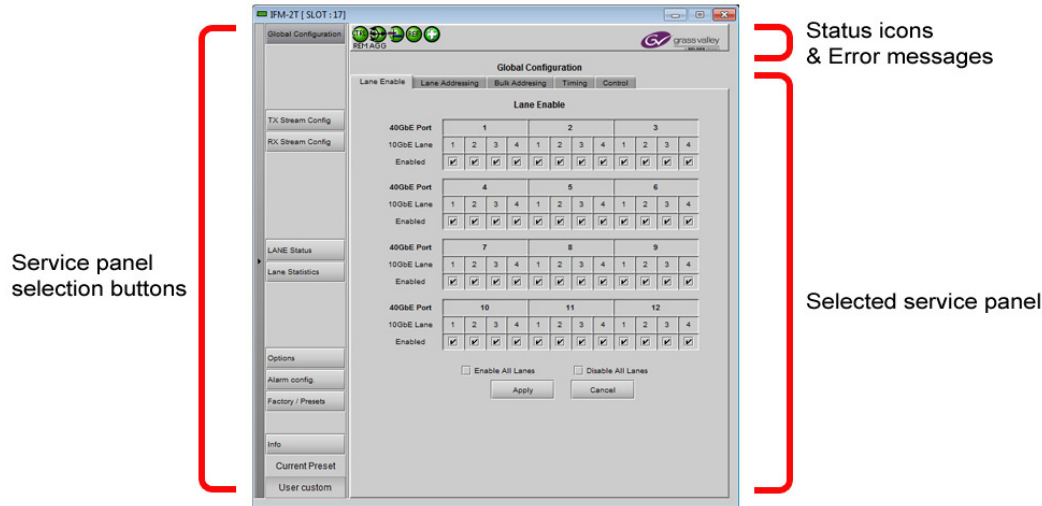 IFM-2T [ SLOT : 17]
Global Configuration
REM AGG
REF
grass valley
Status icons
& Error messages
Global Configuration
Lane Enable Lane Addressing Bulk Addresing Timing Control
Lane Enable
TX Stream Config
RX Stream Config
LANE Status
Lane Statistics
Options
Alarm config.
Factory / Presets
Info
Current Preset
User custom
40GbE Port 1 2 3
10GbE Lane 1 2 3 4 1 2 3 4 1 2 3 4
Enabled
40GbE Port 4 5 6
10GbE Lane 1 2 3 4 1 2 3 4 1 2 3 4
Enabled
40GbE Port 7 8 9
10GbE Lane 1 2 3 4 1 2 3 4 1 2 3 4
Enabled
40GbE Port 10 11 12
10GbE Lane 1 2 3 4 1 2 3 4 1 2 3 4
Enabled
Enable All Lanes Disable All Lanes
Apply Cancel
Service panel
selection buttons
Selected service panel